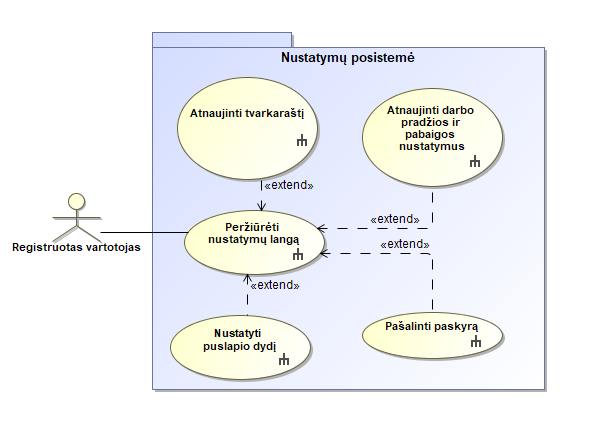 Nustatymų posistemė
Atnaujinti tvarkaraštį
Atnaujinti darbo
pradžios ir
pabaigos
nustatymus
«extend»
«extend»
«extend»
Peržiūrėti
nustatymų langą
Registruotas vartotojas
«extend»
Nustatyti
puslapio dydį
Pašalinti paskyrą